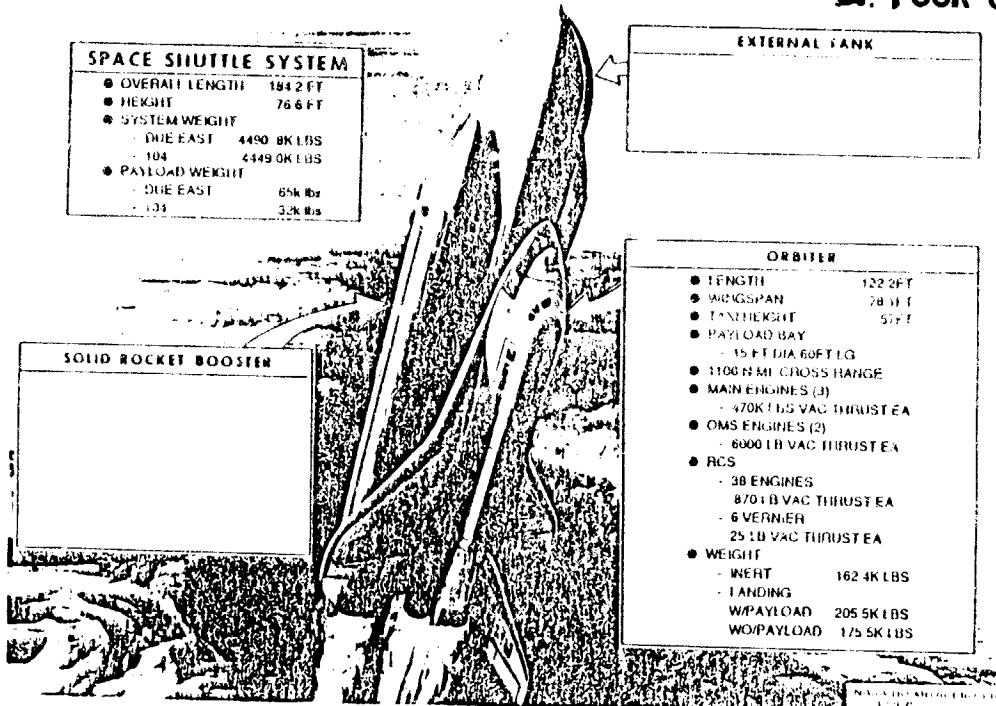 POOR
SPACE SHUTTLE SYSTEM
● OVERALL LENGTH 184.2 FT
● HEIGHT 76.6 FT
● SYSTEM WEIGHT
- DUE EAST 4490.8K LBS
- 104 4449.0K LBS
● PAYLOAD WEIGHT
- DUE EAST 65k lbs
- 104 32k lbs
EXTERNAL TANK
SOLID ROCKET BOOSTER
ORBITER
● LENGTH 122.2FT
● WINGSPAN
● TAXI HEIGHT 57FT
● PAYLOAD BAY
- 15 FT DIA 60FT LG
● 1100 N MI CROSS RANGE
● MAIN ENGINES (3)
- 470K LBS VAC THRUST EA
● OMS ENGINES (2)
- 6000 LB VAC THRUST EA
● RCS
- 38 ENGINES
870 LB VAC THRUST EA
- 6 VERNIER
25 LB VAC THRUST EA
● WEIGHT
- INERT 162.4K LBS
- LANDING
W/PAYLOAD 205.5K LBS
WO/PAYLOAD 175.5K LBS